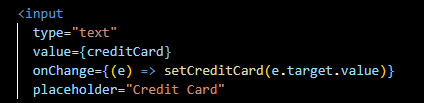 <input
type="text"
value={creditCard}
onChange={(e) => setCreditCard(e.target.value)}
placeholder="Credit Card"